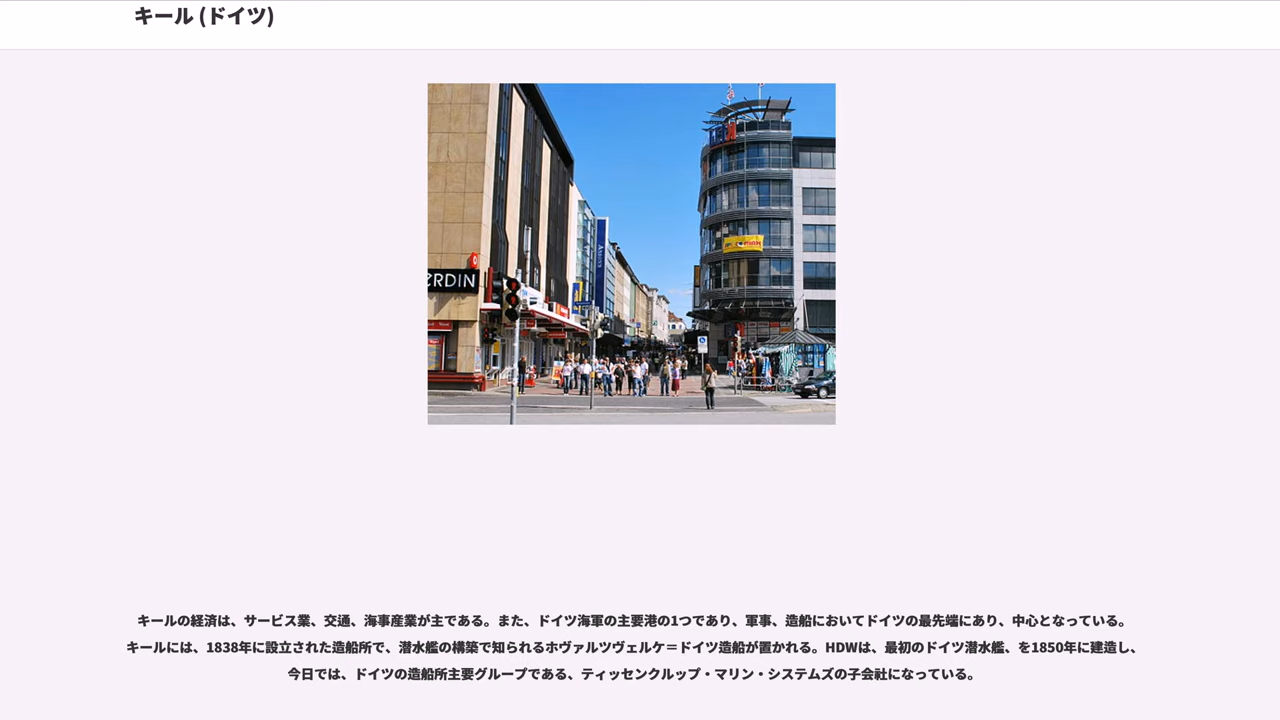 キール (ドイツ)
ERDIN
キールの経済は、サービス業、交通、海事産業が主である。また、ドイツ海軍の主要港の1つであり、軍事、造船においてドイツの最先端にあり、中心となっている。
キールには、1838年に設立された造船所で、潜水艦の構築で知られるホヴァルツヴェルケ＝ドイツ造船が置かれる。HDWは、最初のドイツ潜水艦、を1850年に建造し、
今日では、ドイツの造船所主要グループである、ティッセンクルップ・マリン・システムズの子会社になっている。